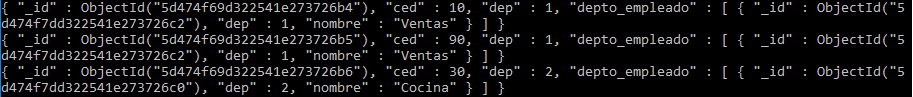 { "_id" : ObjectId("5d474f69d322541e273726b4"), "ced" : 10, "dep" : 1, "depto_empleado" : [ { "_id" : ObjectId("5
d474f7dd322541e273726c2"), "dep" : 1, "nombre" : "Ventas" } ] }
{ "_id" : ObjectId("5d474f69d322541e273726b5"), "ced" : 90, "dep" : 1, "depto_empleado" : [ { "_id" : ObjectId("5
d474f7dd322541e273726c2"), "dep" : 1, "nombre" : "Ventas" } ] }
{ "_id" : ObjectId("5d474f69d322541e273726b6"), "ced" : 30, "dep" : 2, "depto_empleado" : [ { "_id" : ObjectId("5
d474f7dd322541e273726c0"), "dep" : 2, "nombre" : "Cocina" } ] }